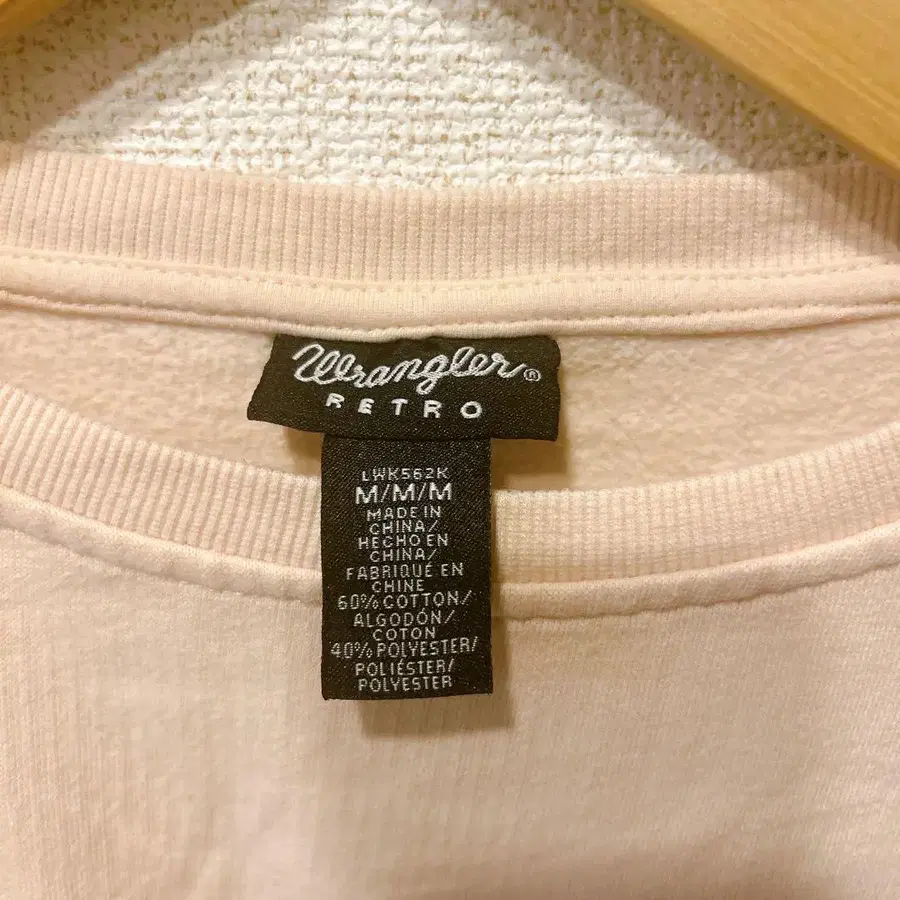 Wrangler®
RETRO
LWK562K
M/M/M
MADE IN
CHINA/
HECHO EN
CHINA/
FABRIQUÉ EN
CHINE
60% COTTON/
ALGODÓN/
COTON
40% POLYESTER/
POLIÉSTER/
POLYESTER